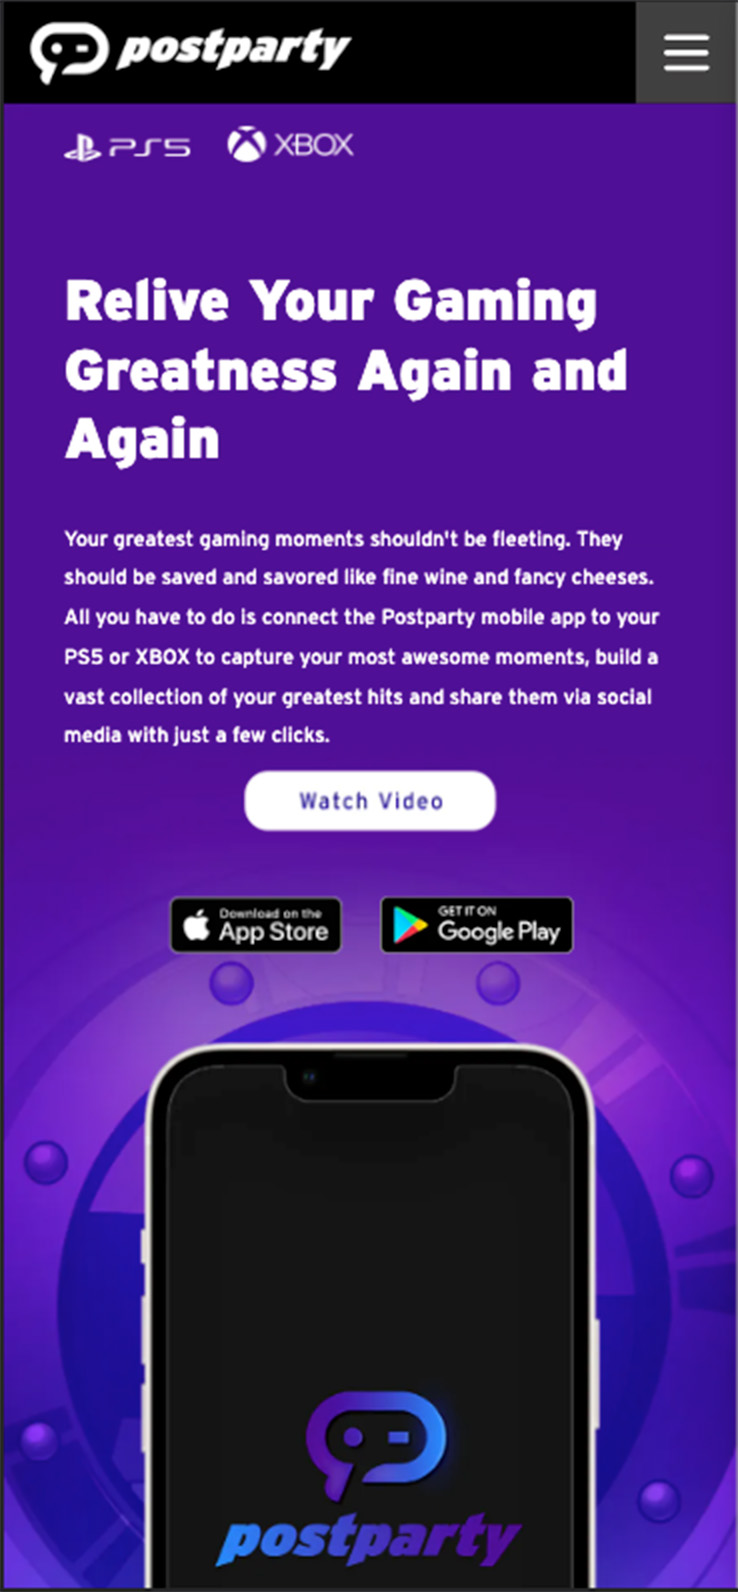 postparty
PS5 XBOX
Relive Your Gaming
Greatness Again and
Again
Your greatest gaming moments shouldn't be fleeting. They
should be saved and savored like fine wine and fancy cheeses.
All you have to do is connect the Postparty mobile app to your
PS5 or XBOX to capture your most awesome moments, build a
vast collection of your greatest hits and share them via social
media with just a few clicks.
Watch Video
Download on the
App Store
GET IT ON
Google Play
postparty